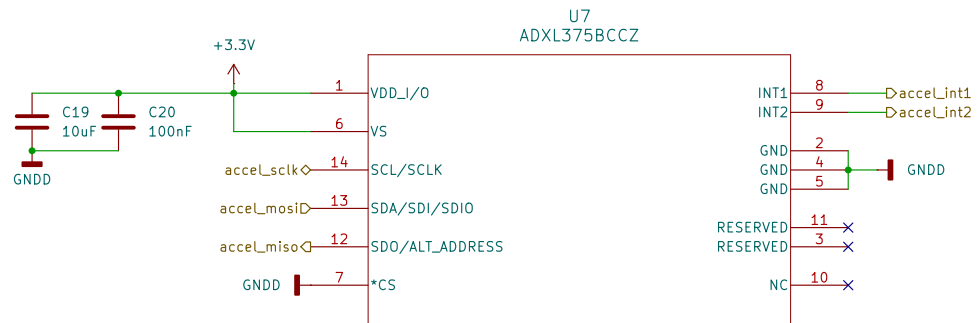 U7
ADXL375BCCZ
+3.3V
1 VDD_I/O
6 VS
C19
10uF
C20
100nF
GNDD
accel_sclk 14 SCL/SCLK
accel_mosi 13 SDA/SDI/SDIO
accel_miso 12 SDO/ALT_ADDRESS
GNDD 7 *CS
INT1 8 accel_int1
INT2 9 accel_int2
GND 2
GND 4 GNDD
GND 5
RESERVED 11
RESERVED 3
NC 10